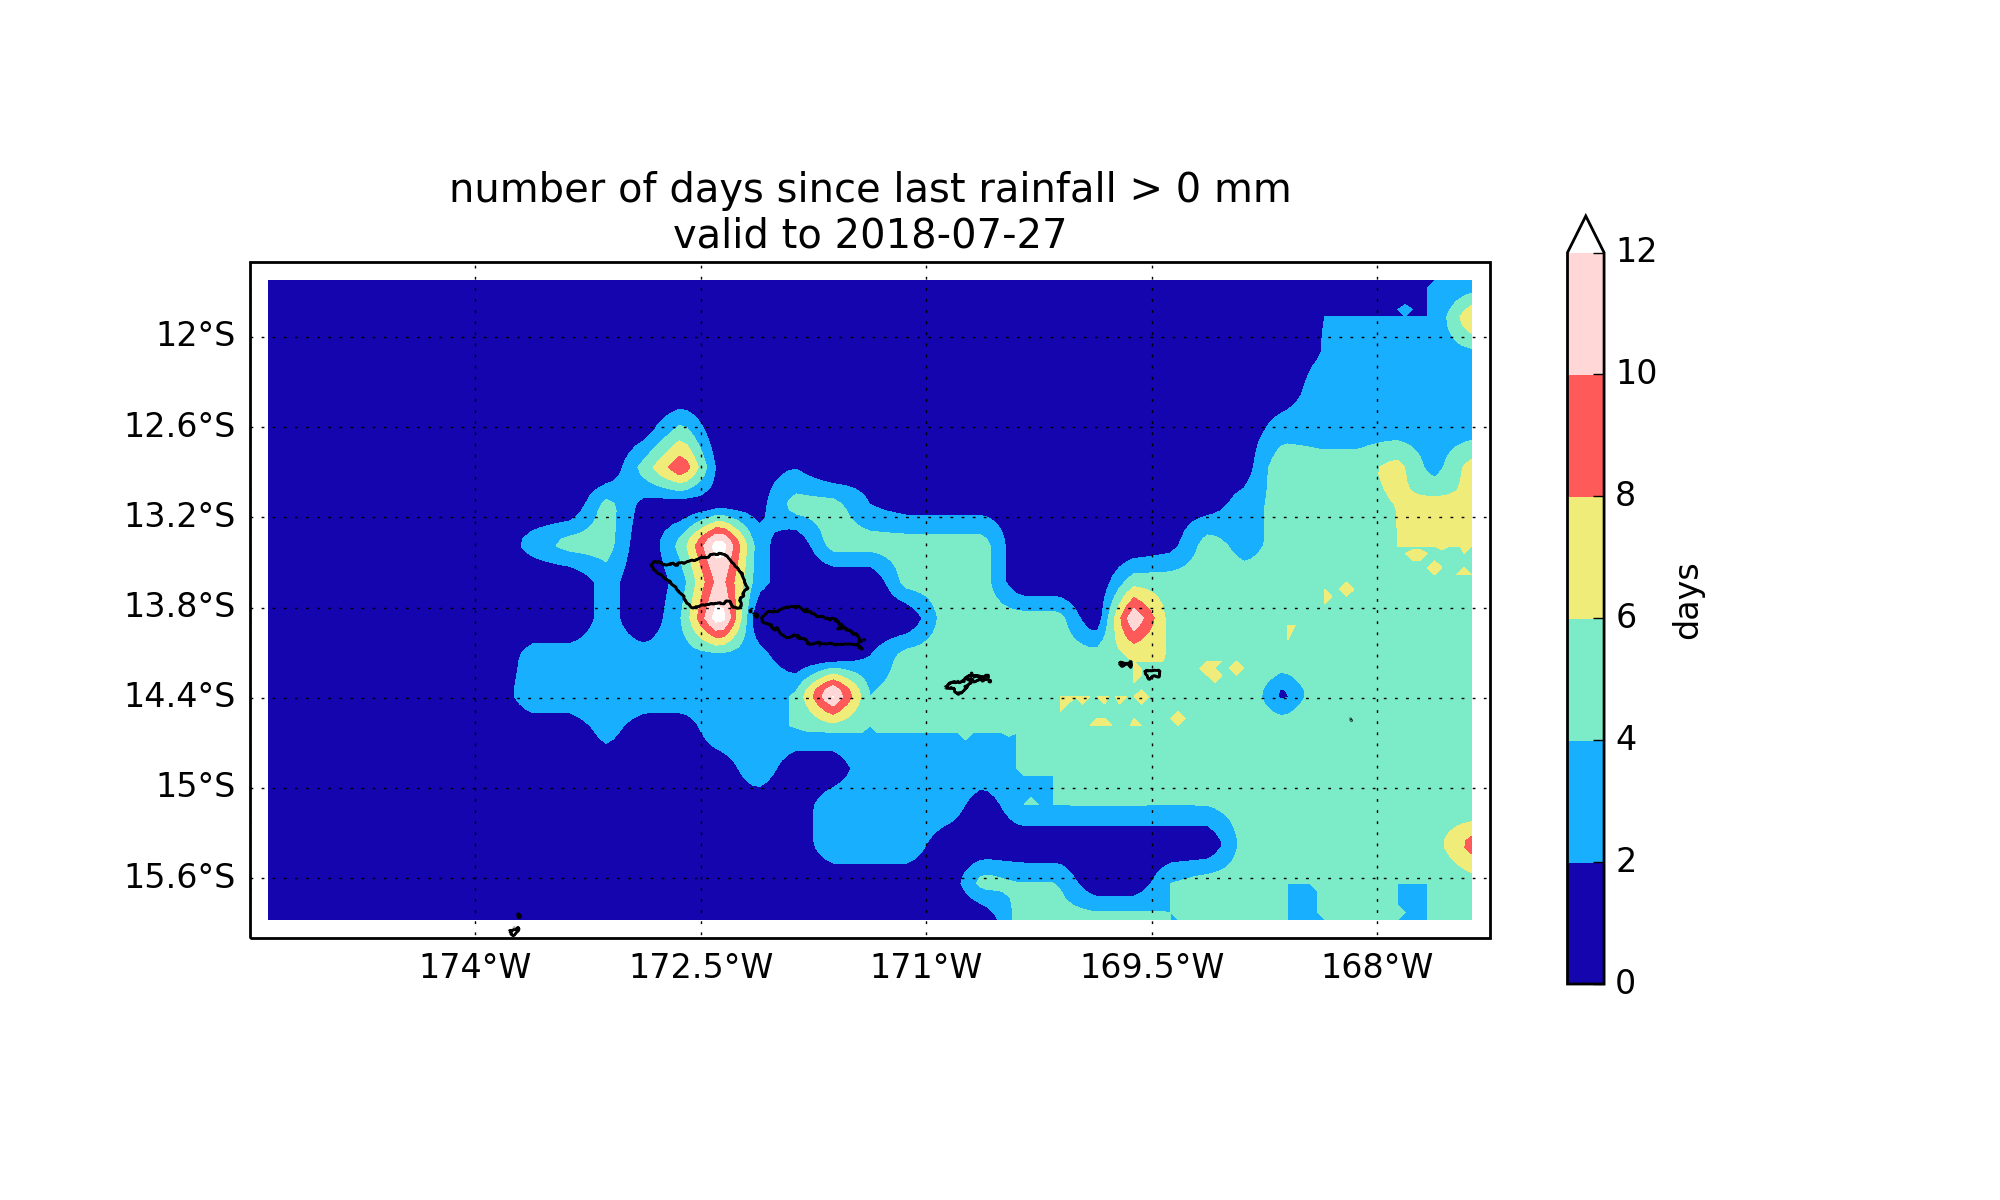 number of days since last rainfall > 0 mm
valid to 2018-07-27
12°S
12.6°S
13.2°S
13.8°S
14.4°S
15°S
15.6°S
174°W
172.5°W
171°W
169.5°W
168°W
12
10
8
6
4
2
0
days